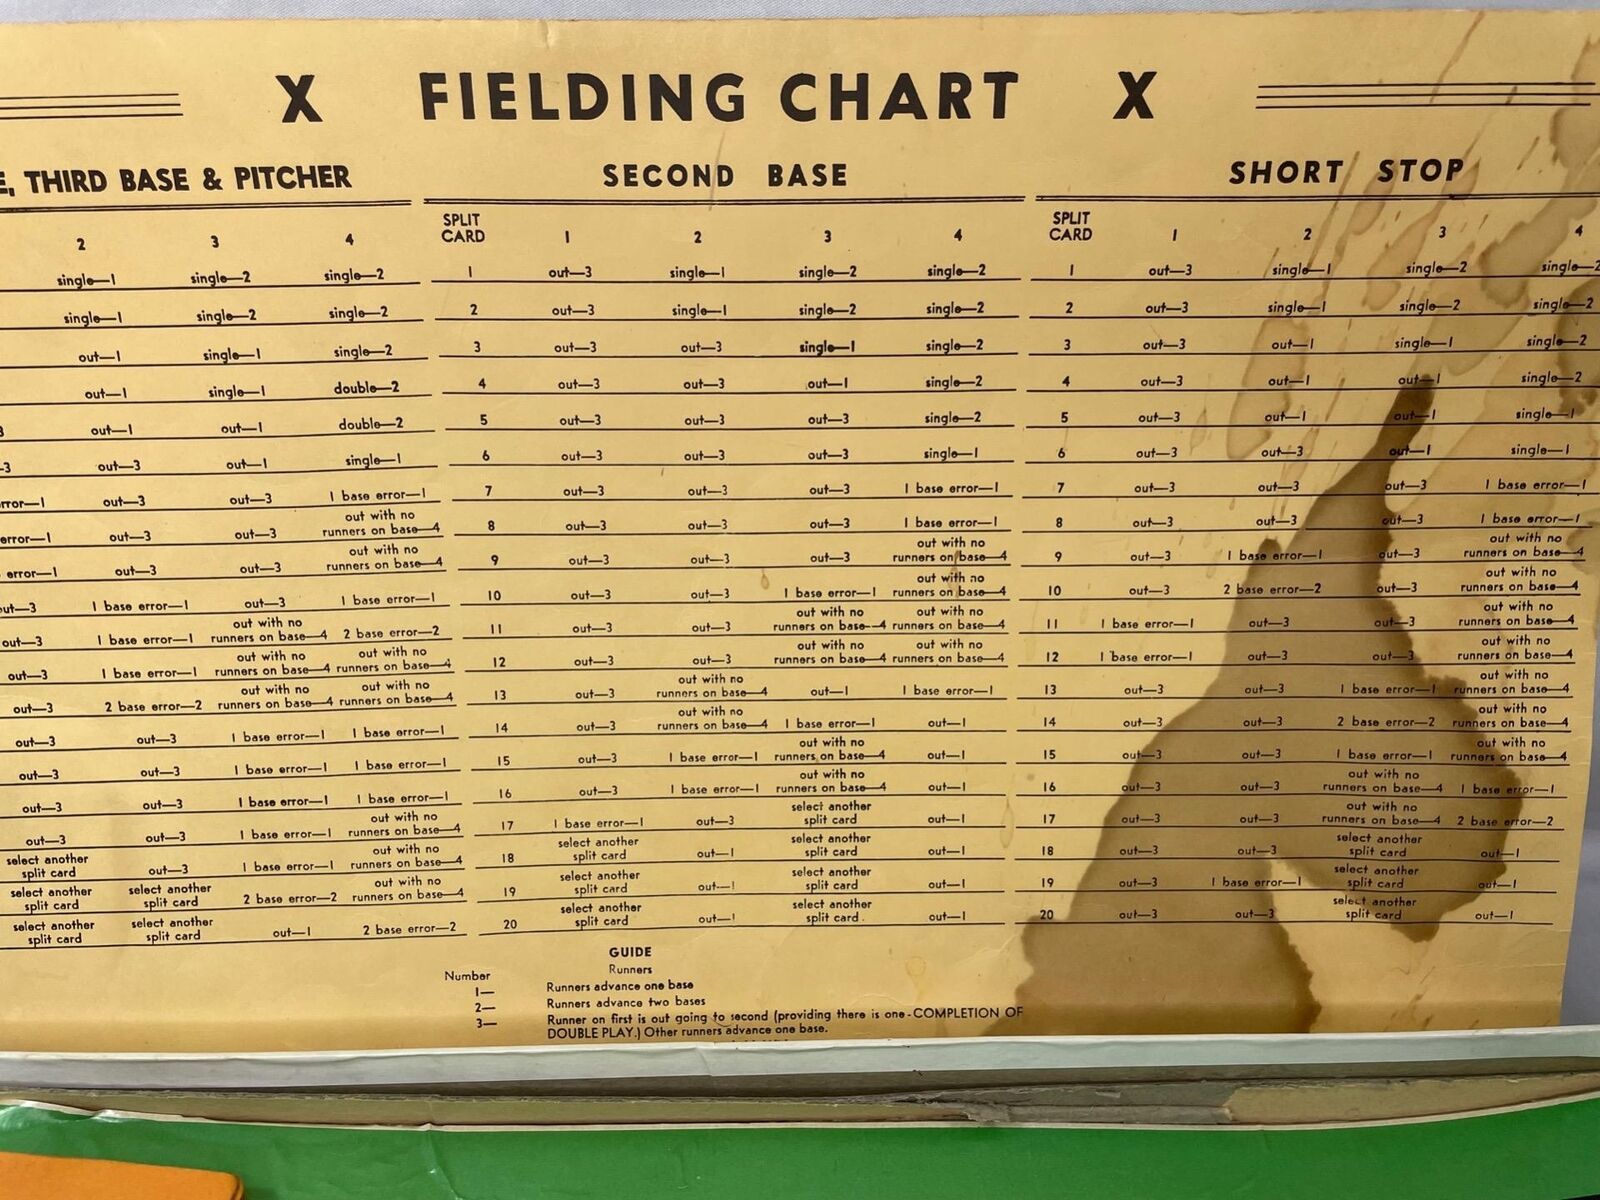 X FIELDING CHART X
THIRD BASE & PITCHER
2 3 4
single—1 single—2 single—2
single—1 single—2 single—2
out—1 single—1 single—2
out—1 single—1 double—2
out—1 out—1 double—2
out—3 out—1 single—1
out—3 out—3 1 base error—1
out—3 out—3 out with no
runners on base—4
error—1 out—3 out—3 out with no
runners on base—4
out—3 1 base error—1 out—3 1 base error—1
out—3 1 base error—1 out with no
runners on base—4 2 base error—2
out—3 1 base error—1 out with no
runners on base—4 out with no
runners on base—4
out—3 2 base error—2 out with no
runners on base—4 out with no
runners on base—4
out—3 out—3 1 base error—1 1 base error—1
out—3 out—3 1 base error—1 1 base error—1
out—3 out—3 1 base error—1 1 base error—1
out—3 out—3 1 base error—1 out with no
runners on base—4
select another
split card out—3 1 base error—1 out with no
runners on base—4
select another
split card select another
split card 2 base error—2 out with no
runners on base—4
select another
split card select another
split card out—1 2 base error—2
SECOND BASE
SPLIT
CARD 1 2 3 4
1 out—3 single—1 single—2 single—2
2 out—3 single—1 single—2 single—2
3 out—3 out—3 single—1 single—2
4 out—3 out—3 out—1 single—2
5 out—3 out—3 out—3 single—2
6 out—3 out—3 out—3 single—1
7 out—3 out—3 out—3 1 base error—1
8 out—3 out—3 out—3 1 base error—1
9 out—3 out—3 out—3 out with no
runners on base—4
10 out—3 out—3 1 base error—1 out with no
runners on base—4
11 out—3 out—3 out with no
runners on base—4 out with no
runners on base—4
12 out—3 out—3 out with no
runners on base—4 out with no
runners on base—4
13 out—3 out with no
runners on base—4 out—1 1 base error—1
14 out—3 out with no
runners on base—4 1 base error—1 out—1
15 out—3 1 base error—1 out with no
runners on base—4 out—1
16 out—3 1 base error—1 out with no
runners on base—4 out—1
17 1 base error—1 out—3 select another
split card out—1
18 select another
split card out—1 select another
split card out—1
19 select another
split card out—1 select another
split card out—1
20 select another
split card out—1 select another
split card out—1
SHORT STOP
SPLIT
CARD 1 2 3 4
1 out—3 single—1 single—2 single—2
2 out—3 single—1 single—2 single—2
3 out—3 out—1 single—1 single—2
4 out—3 out—1 out—1 single—2
5 out—3 out—1 out—1 single—1
6 out—3 out—3 out—1 single—1
7 out—3 out—3 out—3 1 base error—1
8 out—3 out—3 out—3 1 base error—1
9 out—3 1 base error—1 out—3 out with no
runners on base—4
10 out—3 2 base error—2 out—3 out with no
runners on base—4
11 1 base error—1 out—3 out—3 out with no
runners on base—4
12 1 base error—1 out—3 out—3 out with no
runners on base—4
13 out—3 out—3 1 base error—1 out with no
runners on base—4
14 out—3 out—3 2 base error—2 out with no
runners on base—4
15 out—3 out—3 1 base error—1 out with no
runners on base—4
16 out—3 out—3 out with no
runners on base—4 1 base error—1
17 out—3 out—3 out with no
runners on base—4 2 base error—2
18 out—3 out—3 select another
split card out—1
19 out—3 1 base error—1 select another
split card out—1
20 out—3 out—3 select another
split card out—1
GUIDE
Number Runners
1— Runners advance one base
2— Runners advance two bases
3— Runner on first is out going to second (providing there is one - COMPLETION OF
DOUBLE PLAY.) Other runners advance one base.